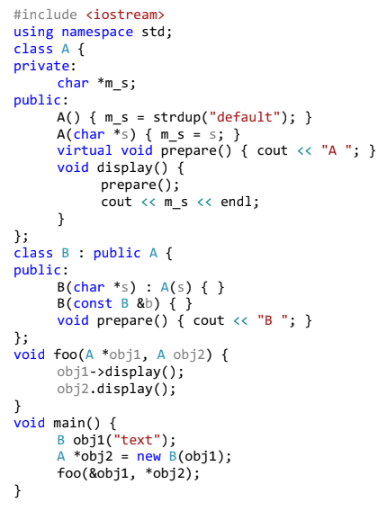 #include <iostream>
using namespace std;
class A {
private:
      char *m_s;
public:
      A() { m_s = strdup("default"); }
      A(char *s) { m_s = s; }
      virtual void prepare() { cout << "A "; }
      void display() {
            prepare();
            cout << m_s << endl;
      }
};
class B : public A {
public:
      B(char *s) : A(s) { }
      B(const B &b) { }
      void prepare() { cout << "B "; }
};
void foo(A *obj1, A obj2) {
      obj1->display();
      obj2.display();
}
void main() {
      B obj1("text");
      A *obj2 = new B(obj1);
      foo(&obj1, *obj2);
}